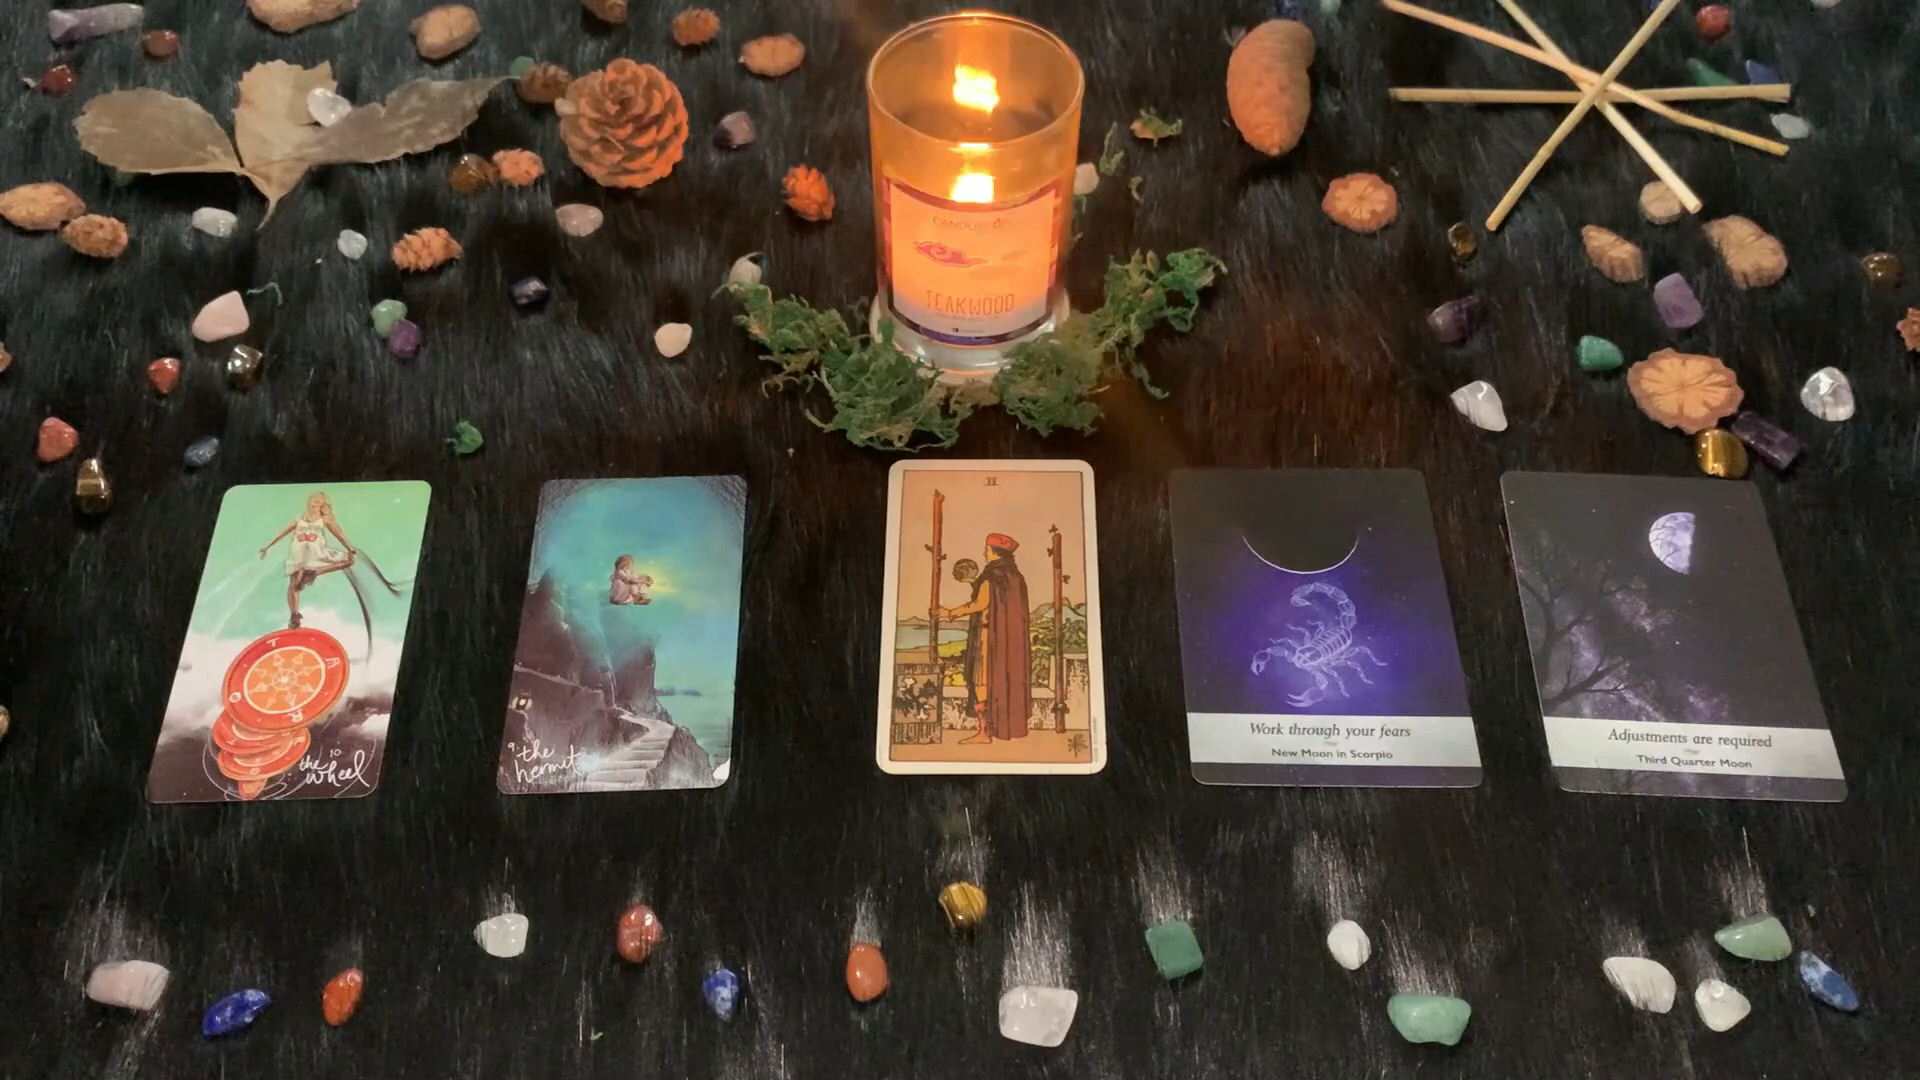 TEAKWOOD
10
the
wheel
T
A
R
O
9
the
hermit
II
Work through your fears
New Moon in Scorpio
Adjustments are required
Third Quarter Moon